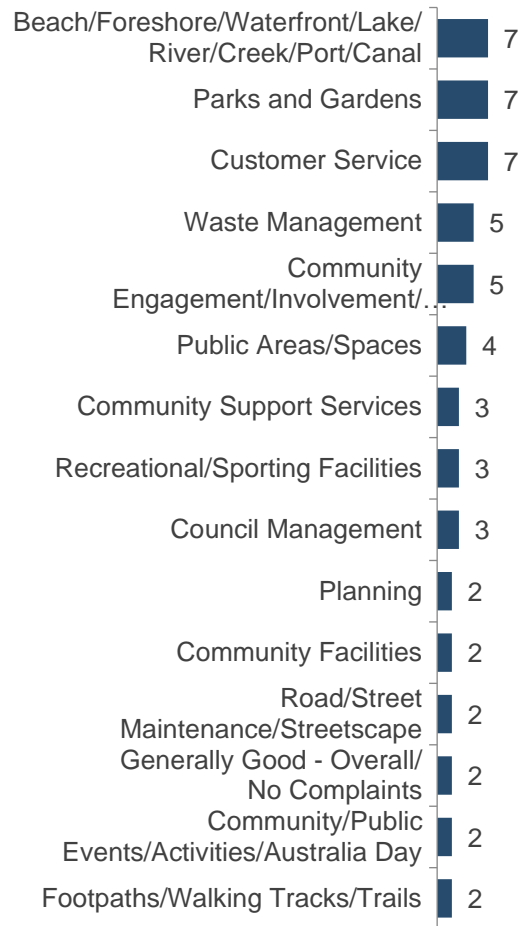 Beach/Foreshore/Waterfront/Lake/
River/Creek/Port/Canal
7
Parks and Gardens
7
Customer Service
7
Waste Management
5
Community
Engagement/Involvement/…
5
Public Areas/Spaces
4
Community Support Services
3
Recreational/Sporting Facilities
3
Council Management
3
Planning
2
Community Facilities
2
Road/Street
Maintenance/Streetscape
2
Generally Good - Overall/
No Complaints
2
Community/Public
Events/Activities/Australia Day
2
Footpaths/Walking Tracks/Trails
2